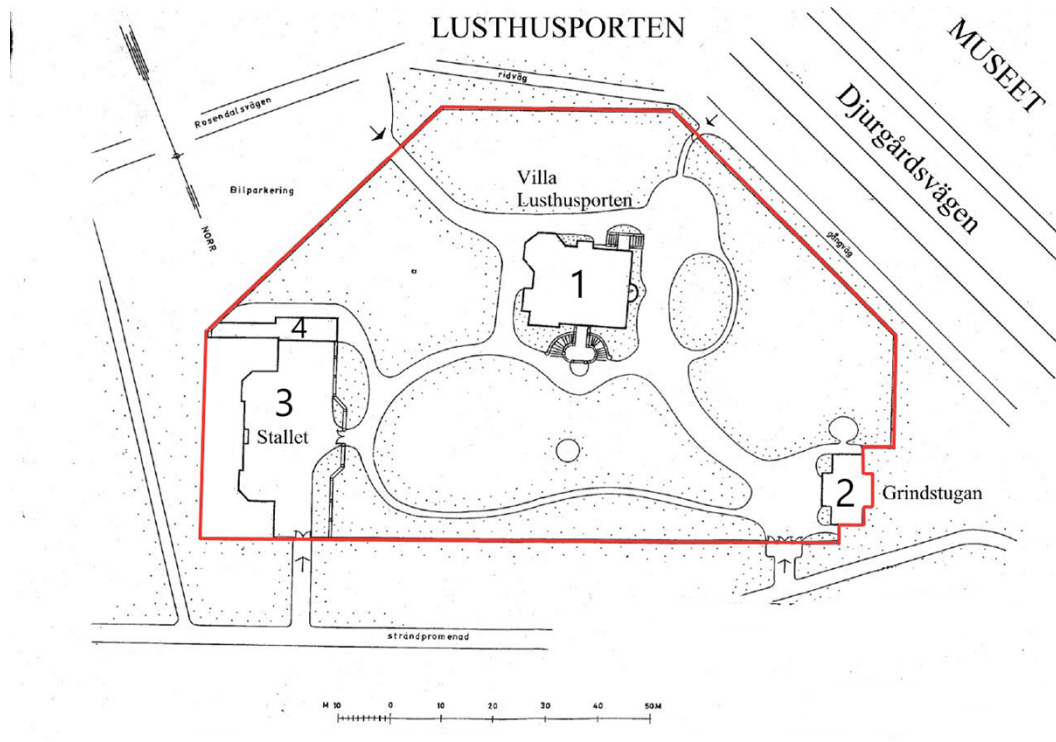 LUSTHUSPORTEN
MUSEET
Djurgårdsvägen
ridväg
Rosendalsvägen
Bilparkering
NORR
Villa
Lusthusporten
gångväg
1
4
3
Stallet
2
Grindstugan
strandpromenad
M 10 0 10 20 30 40 50M